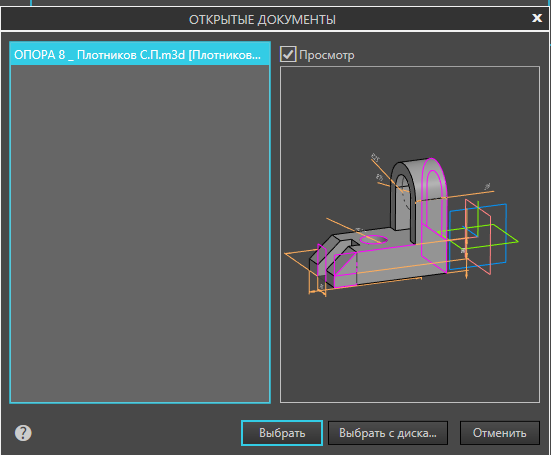 ОТКРЫТЫЕ ДОКУМЕНТЫ
ОПОРА 8 _ Плотников С.П.m3d [Плотников...
Просмотр
?
Выбрать
Выбрать с диска...
Отменить